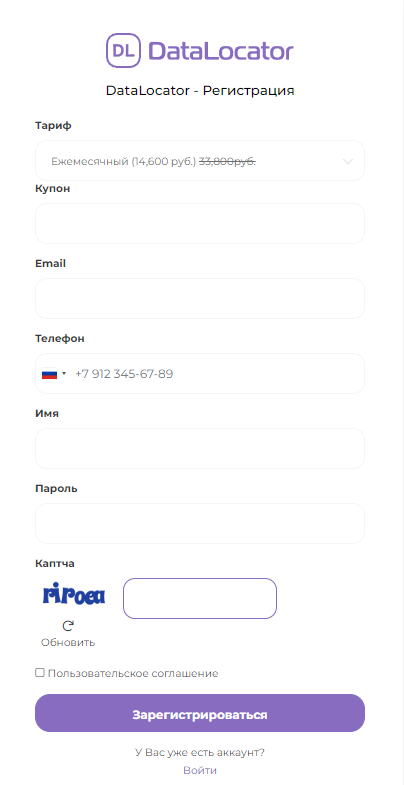 DL DataLocator
DataLocator - Регистрация
Тариф
Ежемесячный (14,600 руб.) 33,800руб.
Купон
Email
Телефон
+7 912 345-67-89
Имя
Пароль
Каптча
riroea
Обновить
Пользовательское соглашение
Зарегистрироваться
У Вас уже есть аккаунт?
Войти